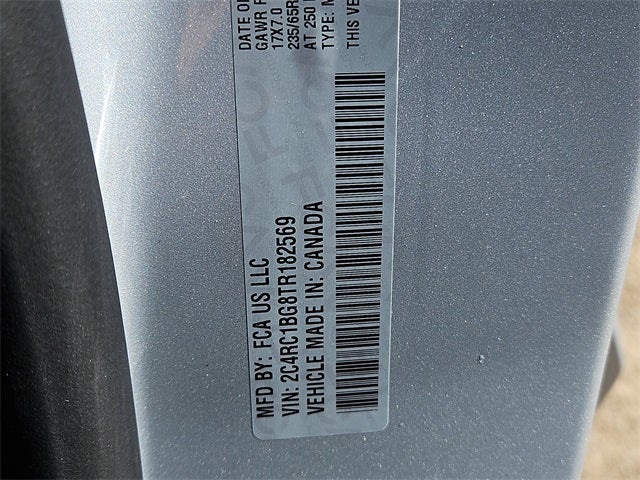 DATE OF
GAWR F
17X7.0
235/65R
AT 250
TYPE:
THIS VE
MFD BY: FCA US LLC
VIN: 2C4RC1BG8TR182569
VEHICLE MADE IN: CANADA